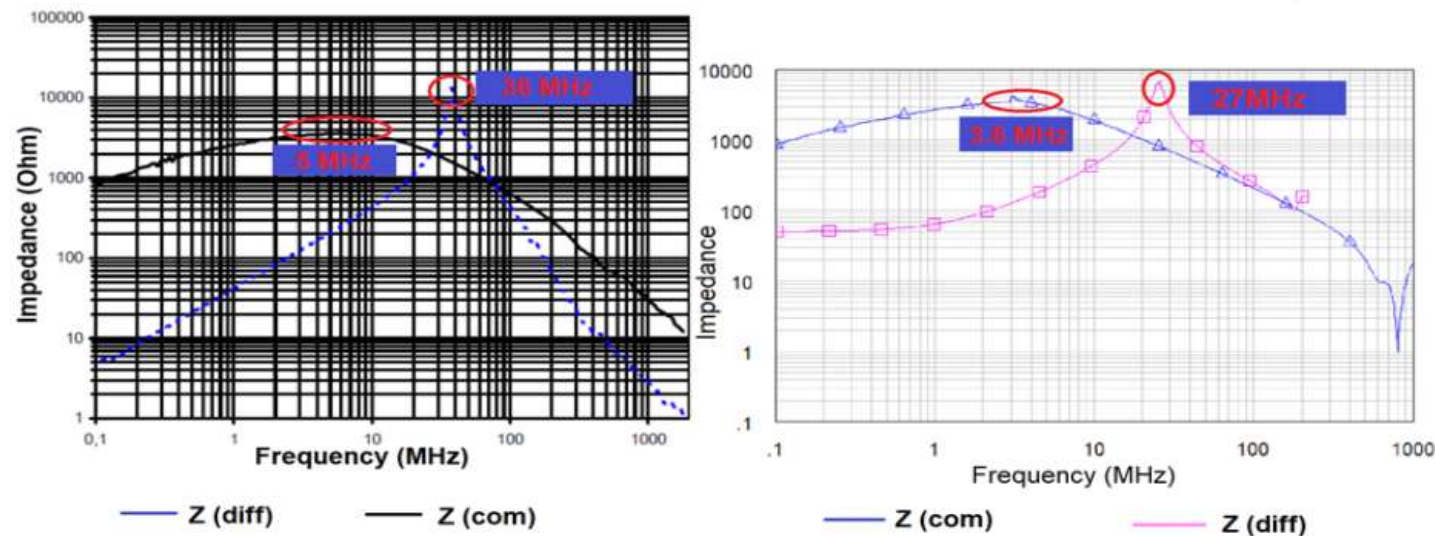 100000
10000
1000
100
10
1
Impedance (Ohm)
36 MHz
5 MHz
0,1 1 10 100 1000
Frequency (MHz)
Z (diff) Z (com)
10000
1000
100
10
1
.1
Impedance
27MHz
3.6 MHz
.1 1 10 100 1000
Frequency (MHz)
Z (com) Z (diff)